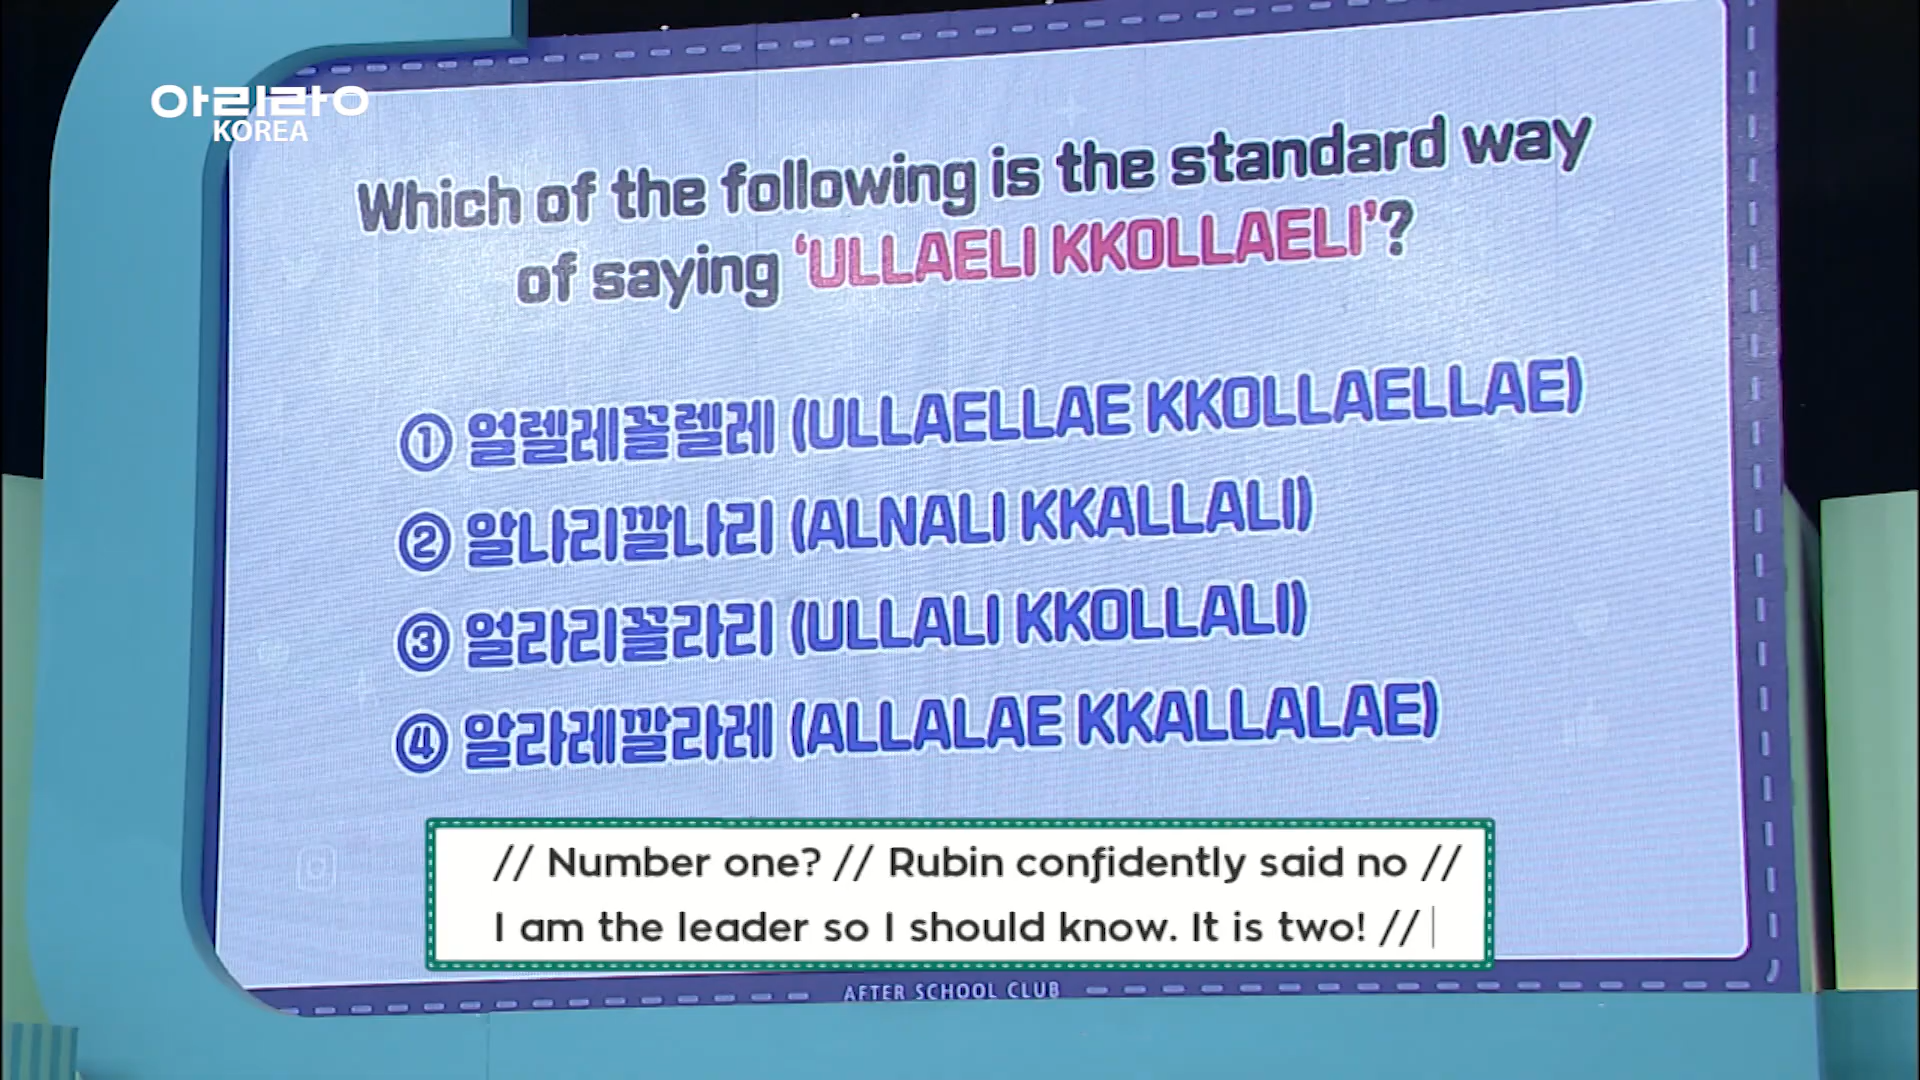 아리랑
KOREA
Which of the following is the standard way
of saying ‘ULLAELI KKOLLAELI’?
① 얼렐레꼴렐레 (ULLAELLAE KKOLLAELLAE)
② 알나리깔나리 (ALNALI KKALLALI)
③ 얼라리꼴라리 (ULLALI KKOLLALI)
④ 알라레깔라레 (ALLALAE KKALLALAE)
// Number one? // Rubin confidently said no //
I am the leader so I should know. It is two! //
AFTER SCHOOL CLUB